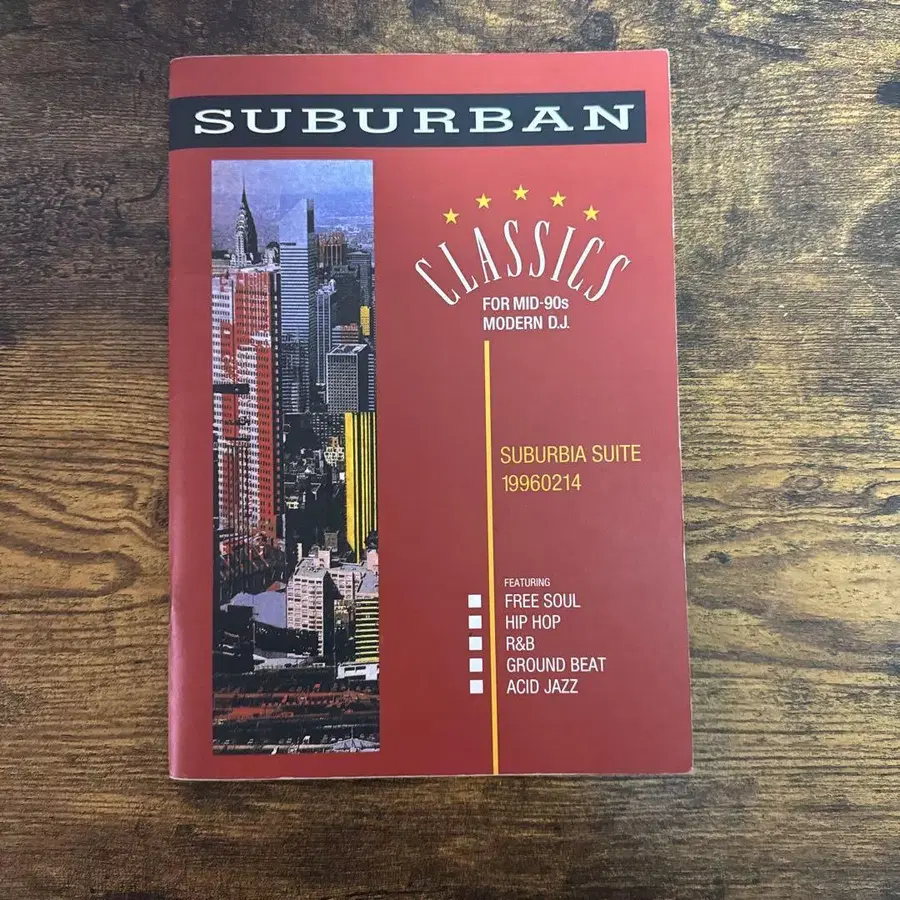 SUBURBAN
CLASSICS
FOR MID-90s
MODERN D.J.
SUBURBIA SUITE
19960214
FEATURING
FREE SOUL
HIP HOP
R&B
GROUND BEAT
ACID JAZZ